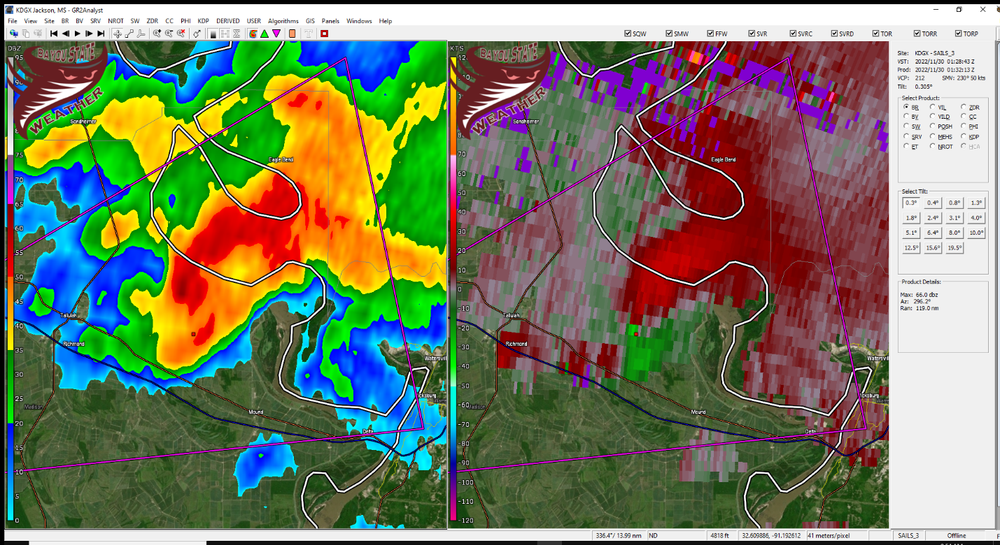 KDGX Jackson, MS - GR2Analyst
File View Site BR BV SRV NROT SW ZDR CC PHI KDP DERIVED USER Algorithms GIS Panels Windows Help
SQW SMW FFW SVR SVRC SVRD TOR TORR TORP
DBZ
95
90
75
70
65
60
55
50
45
40
35
30
25
20
15
10
5
0
BAYOU STATE
WEATHER
Sondheimer
Eagle Bend
Tallulah
Richmond
Madison
Mound
Delta
KTS
70
60
50
40
30
20
10
0
-10
-20
-30
-40
-50
-60
-70
-80
-90
-100
-110
-120
BAYOU STATE
WEATHER
Sondheimer
Eagle Bend
Tallulah
Richmond
Madison
Mound
Delta
Site: KDGX - SAILS_3
VST: 2022/11/30 01:28:43 Z
Prod: 2022/11/30 01:32:13 Z
VCP: 212 SMV: 230° 50 kts
Tilt: 0.305°
Select Product:
BR VIL ZDR
BV VILD CC
SW POSH PHI
SRV MEHS KDP
ET NROT HCA
Select Tilt:
0.3° 0.4° 0.8° 1.3°
1.8° 2.4° 3.1° 4.0°
5.1° 6.4° 8.0° 10.0°
12.5° 15.6° 19.5°
Product Details:
Max: 66.0 dbz
Az: 296.2°
Ran: 119.0 nm
336.4°/ 13.99 nm ND 4818 ft 32.609886, -91.192612 41 meters/pixel SAILS_3 Offline